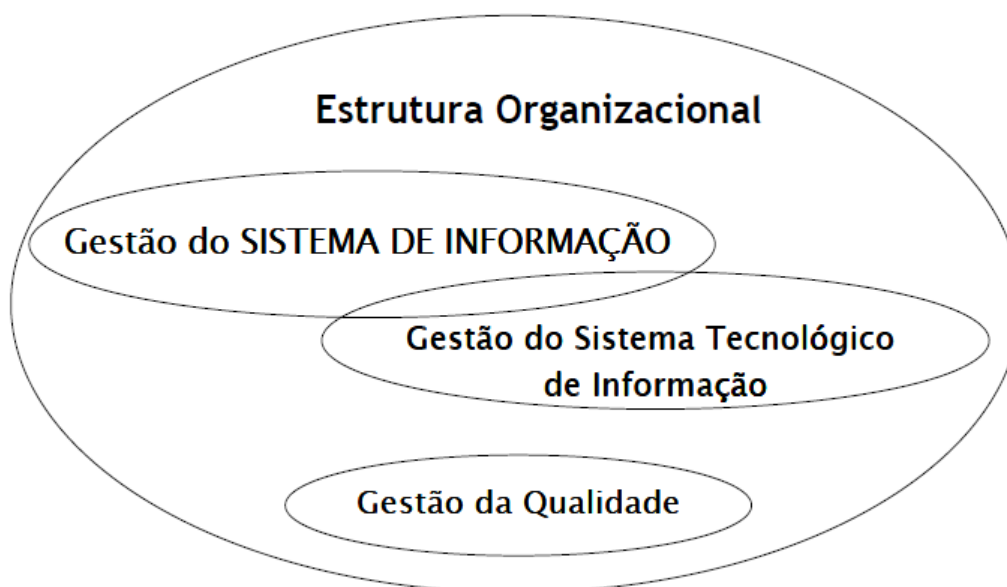 Estrutura Organizacional
Gestão do SISTEMA DE INFORMAÇÃO
Gestão do Sistema Tecnológico
de Informação
Gestão da Qualidade